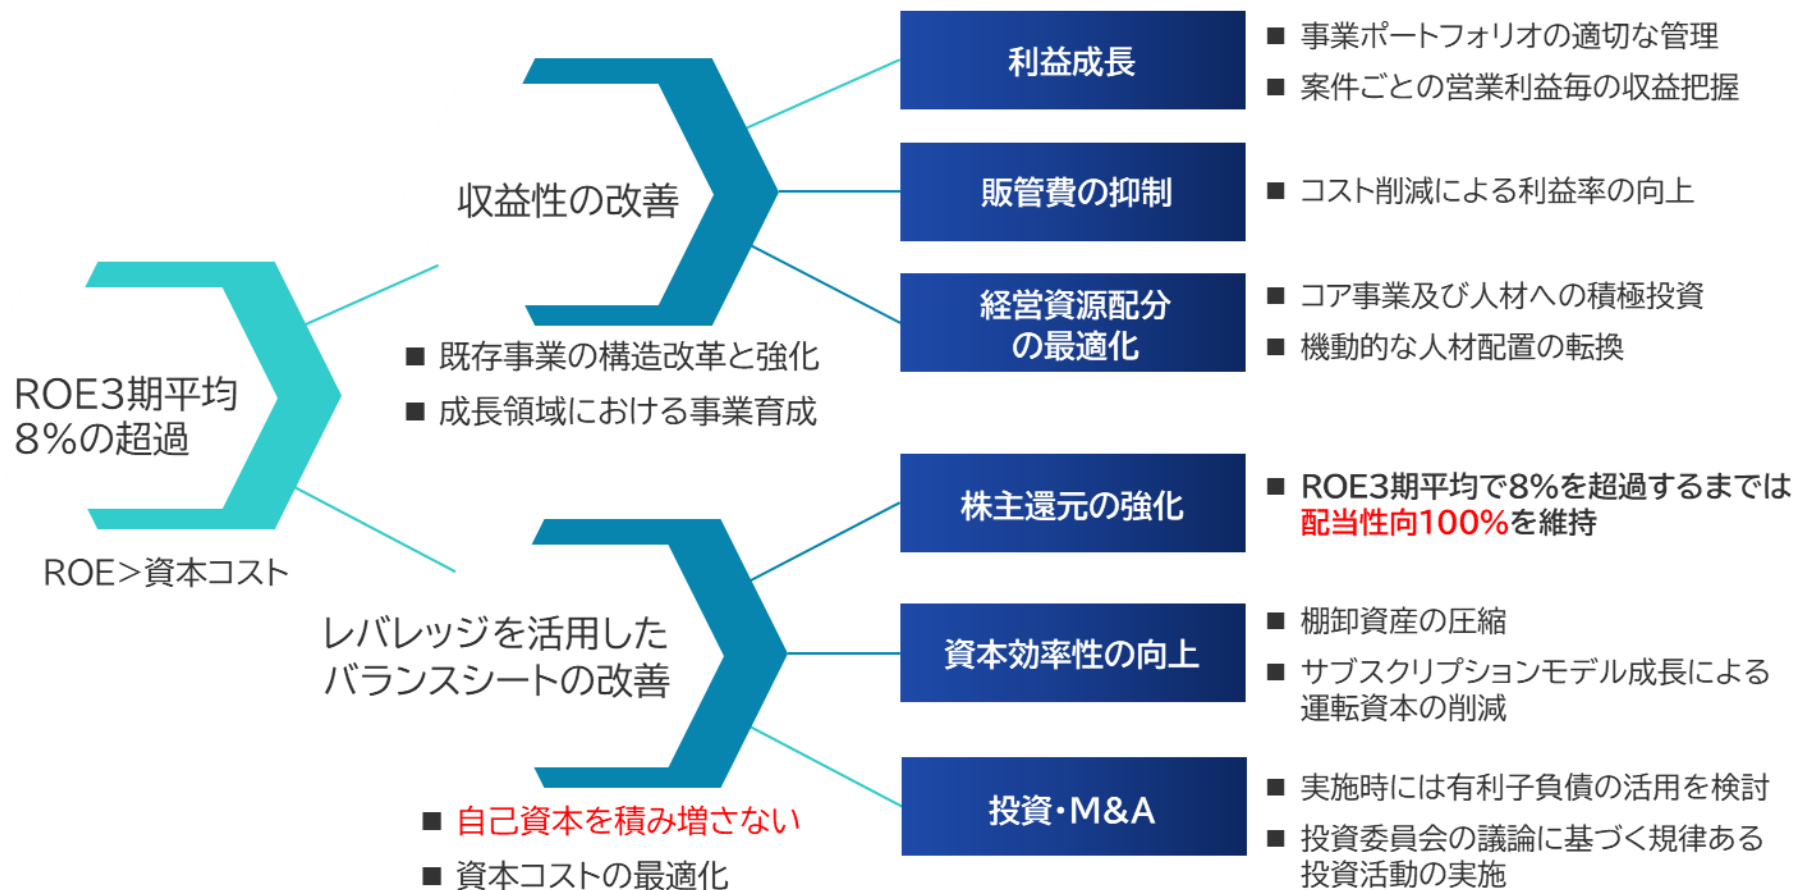 ROE3期平均
8%の超過
ROE>資本コスト
収益性の改善
■ 既存事業の構造改革と強化
■ 成長領域における事業育成
利益成長
■ 事業ポートフォリオの適切な管理
■ 案件ごとの営業利益毎の収益把握
販管費の抑制
■ コスト削減による利益率の向上
経営資源配分
の最適化
■ コア事業及び人材への積極投資
■ 機動的な人材配置の転換
レバレッジを活用した
バランスシートの改善
■ 自己資本を積み増さない
■ 資本コストの最適化
株主還元の強化
■ ROE3期平均で8%を超過するまでは
配当性向100%を維持
資本効率性の向上
■ 棚卸資産の圧縮
■ サブスクリプションモデル成長による
運転資本の削減
投資・M&A
■ 実施時には有利子負債の活用を検討
■ 投資委員会の議論に基づく規律ある
投資活動の実施